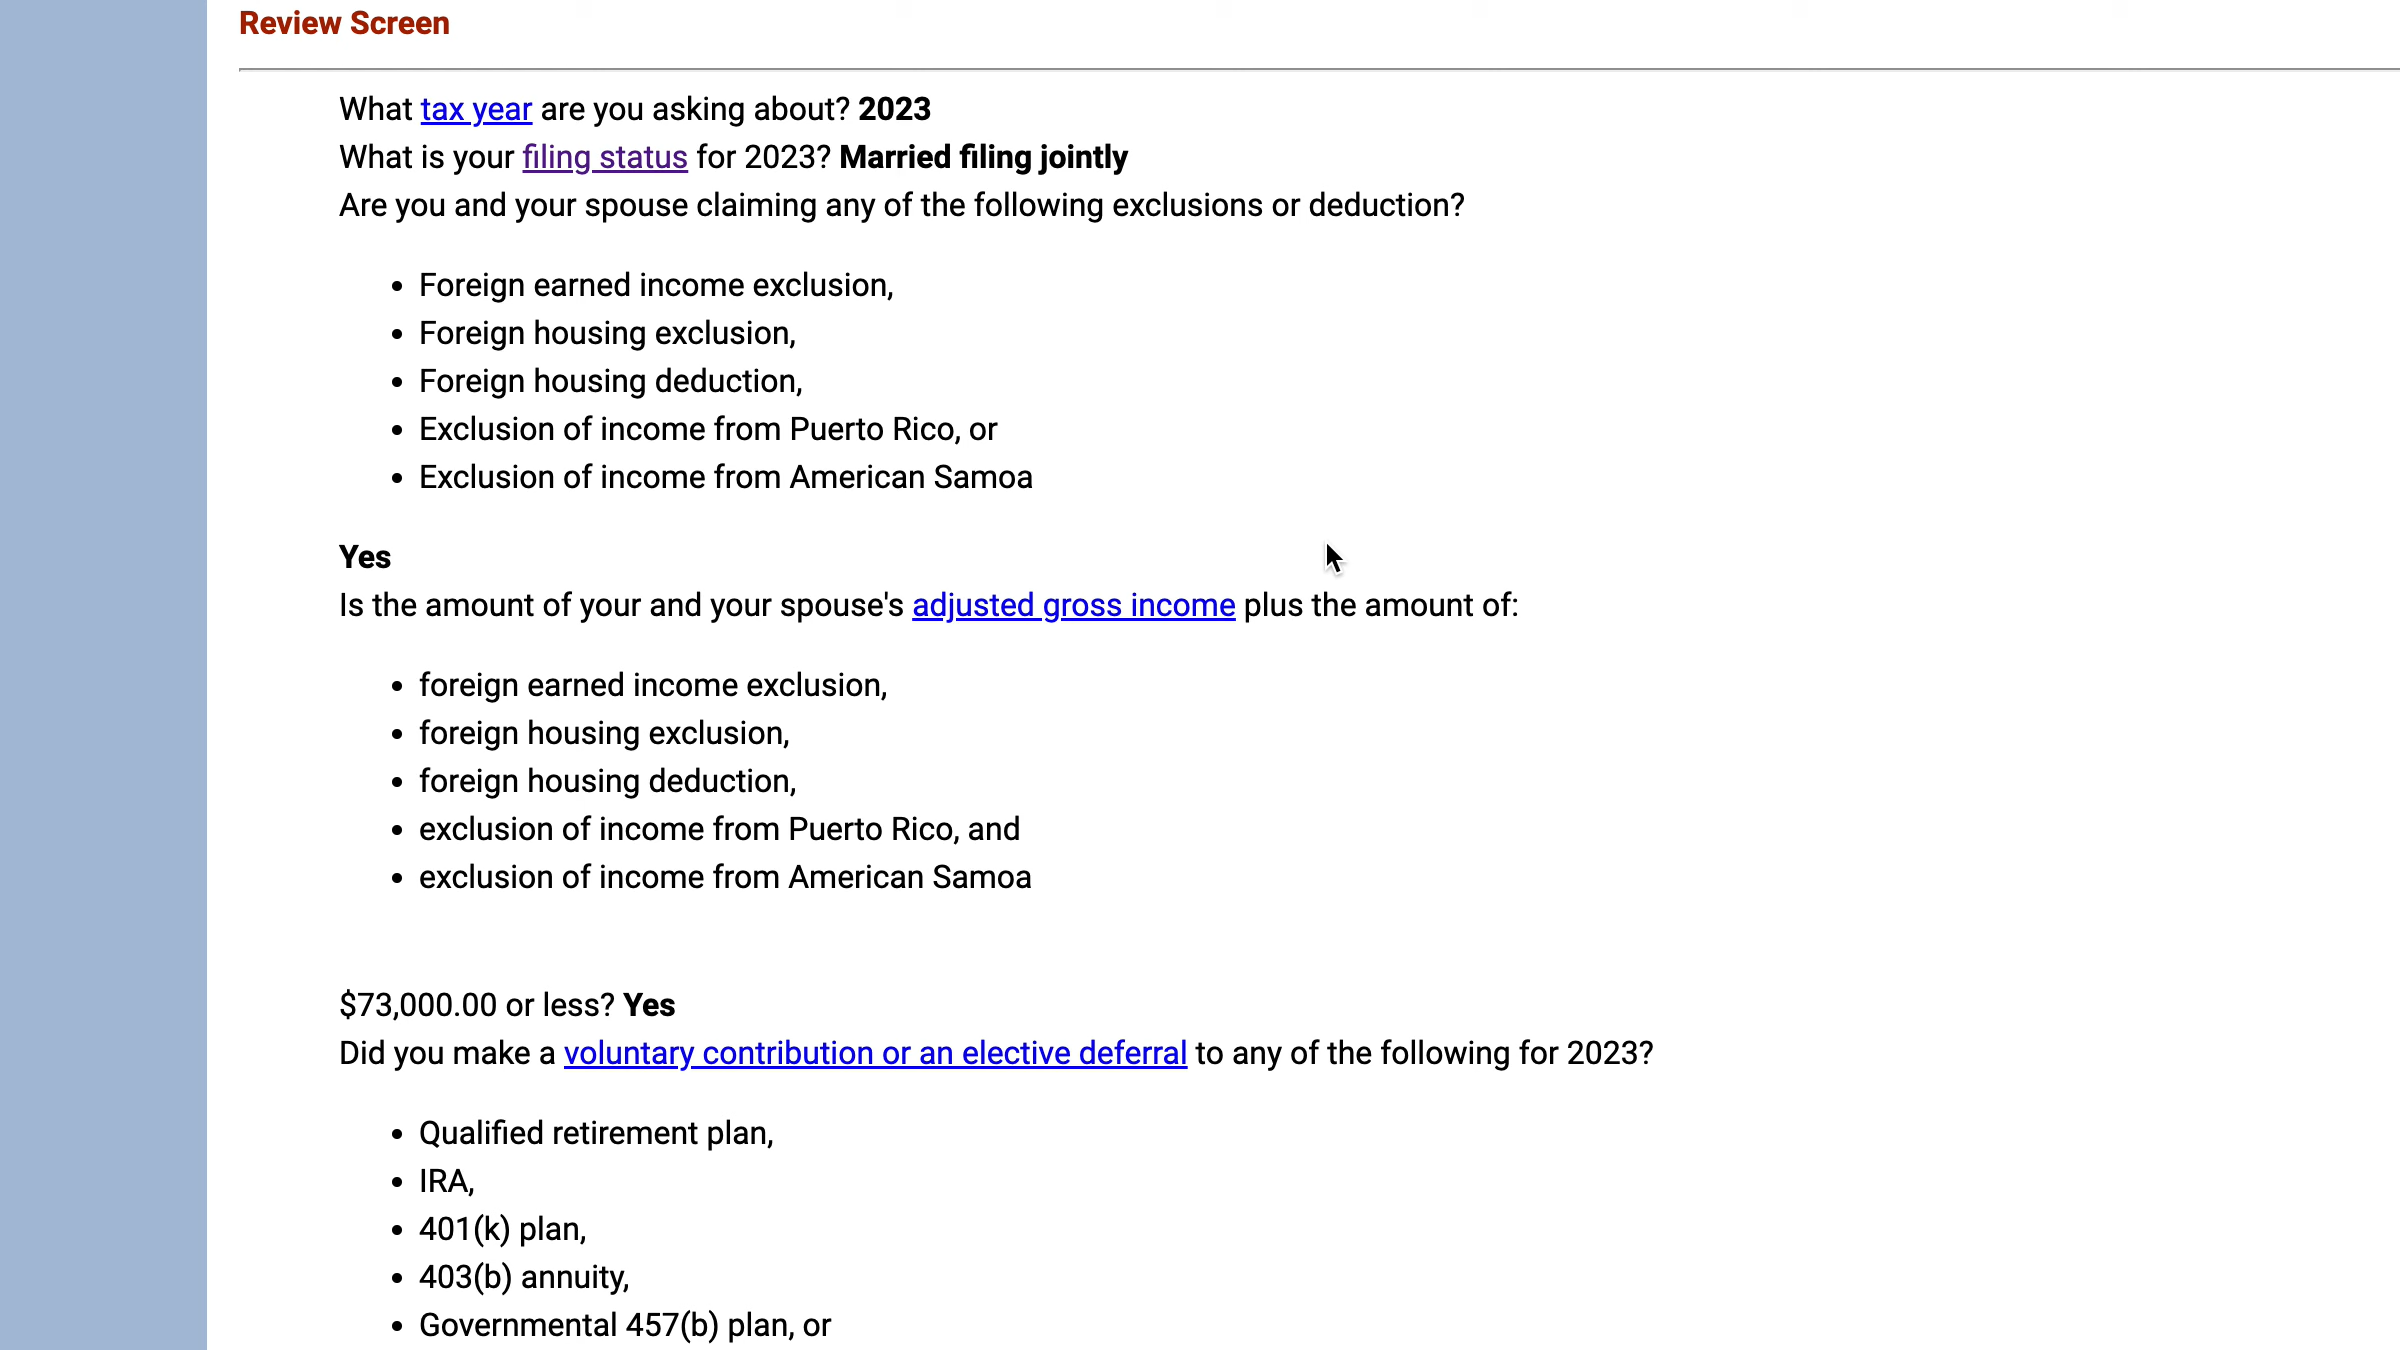 Review Screen
What tax year are you asking about? 2023
What is your filing status for 2023? Married filing jointly
Are you and your spouse claiming any of the following exclusions or deduction?
• Foreign earned income exclusion,
• Foreign housing exclusion,
• Foreign housing deduction,
• Exclusion of income from Puerto Rico, or
• Exclusion of income from American Samoa
Yes
Is the amount of your and your spouse's adjusted gross income plus the amount of:
• foreign earned income exclusion,
• foreign housing exclusion,
• foreign housing deduction,
• exclusion of income from Puerto Rico, and
• exclusion of income from American Samoa
$73,000.00 or less? Yes
Did you make a voluntary contribution or an elective deferral to any of the following for 2023?
• Qualified retirement plan,
• IRA,
• 401(k) plan,
• 403(b) annuity,
• Governmental 457(b) plan, or